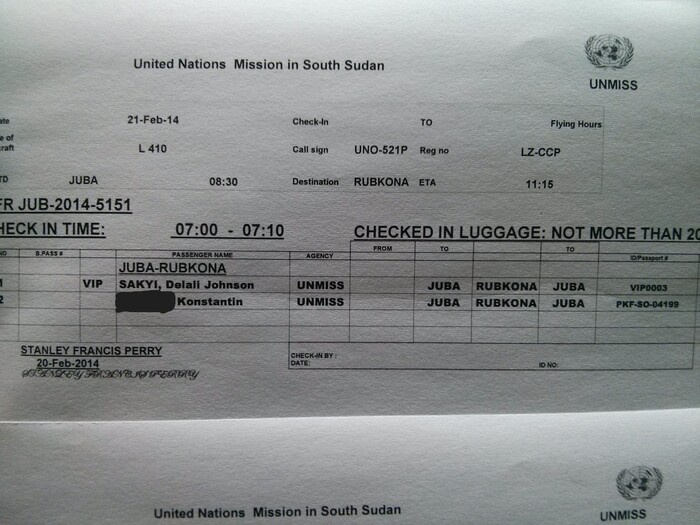 United Nations Mission in South Sudan
UNMISS
ate 21-Feb-14 Check-In TO Flying Hours
e of
raft L 410 Call sign UNO-521P Reg no LZ-CCP
TD JUBA 08:30 Destination RUBKONA ETA 11:15
FR JUB-2014-5151
HECK IN TIME: 07:00 - 07:10 CHECKED IN LUGGAGE: NOT MORE THAN 20
NO B.PASS # PASSENGER NAME AGENCY FROM TO TO ID/Passport #
JUBA-RUBKONA
1 VIP SAKYI, Delali Johnson UNMISS JUBA RUBKONA JUBA VIP0003
2 Konstantin UNMISS JUBA RUBKONA JUBA PKF-SO-04199
STANLEY FRANCIS PERRY
20-Feb-2014
STANLEY FRANCIS PERRY
CHECK-IN BY :
DATE: ID NO:
United Nations Mission in South Sudan
UNMISS